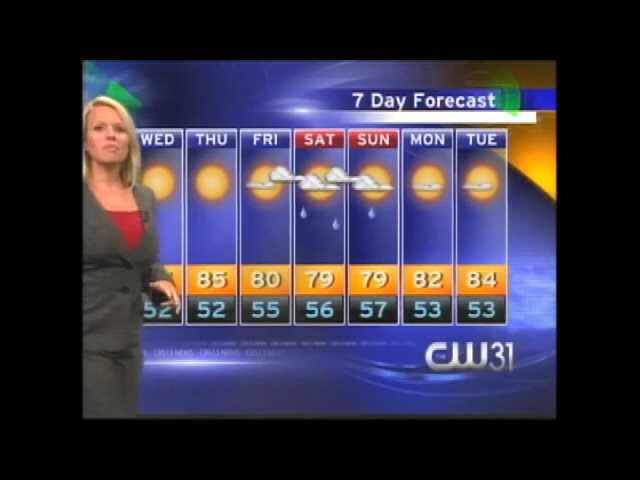 7 Day Forecast
WED THU FRI SAT SUN MON TUE
85 80 79 79 82 84
52 52 55 56 57 53 53
CW31